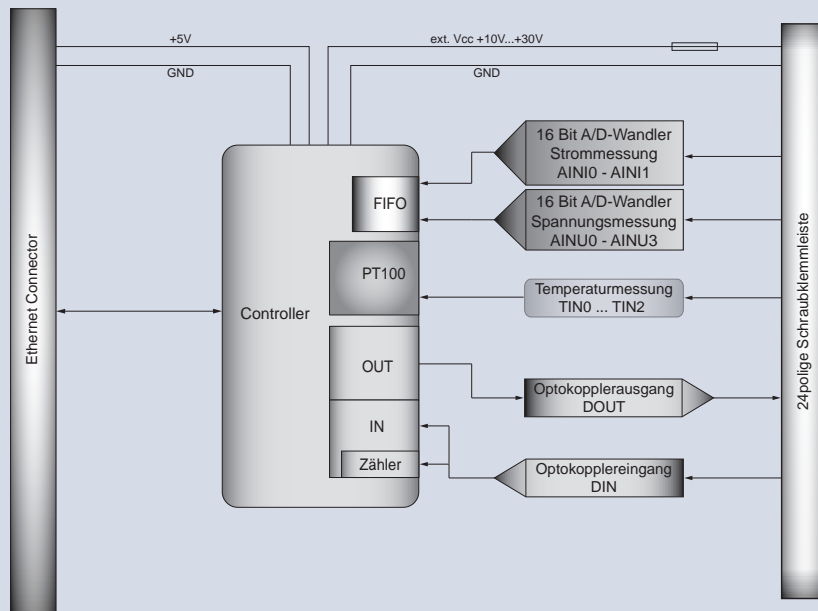 +5V
ext. Vcc +10V...+30V
GND
GND
16 Bit A/D-Wandler
Strommessung
AINI0 - AINI1
FIFO
16 Bit A/D-Wandler
Spannungsmessung
AINU0 - AINU3
PT100
Temperaturmessung
TIN0 ... TIN2
Ethernet Connector
Controller
24polige Schraubklemmleiste
OUT
Optokopplerausgang
DOUT
IN
Zähler
Optokopplereingang
DIN